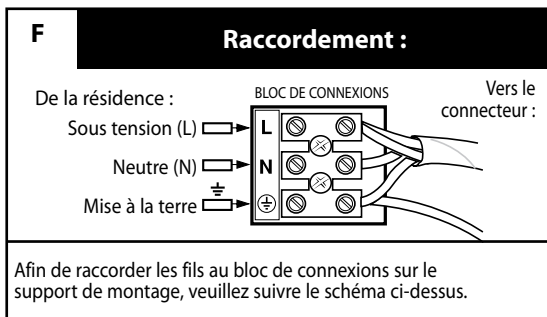 F
Raccordement :
De la résidence :
BLOC DE CONNEXIONS
Vers le
connecteur :
Sous tension (L)
L
Neutre (N)
N
Mise à la terre
Afin de raccorder les fils au bloc de connexions sur le
support de montage, veuillez suivre le schéma ci-dessus.